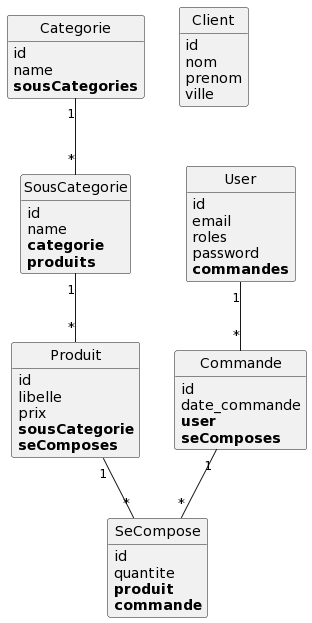 Categorie
id
name
sousCategories
Client
id
nom
prenom
ville
1
*
SousCategorie
id
name
categorie
produits
User
id
email
roles
password
commandes
1
*
1
*
Produit
id
libelle
prix
sousCategorie
seComposes
Commande
id
date_commande
user
seComposes
1
*
1
*
SeCompose
id
quantite
produit
commande